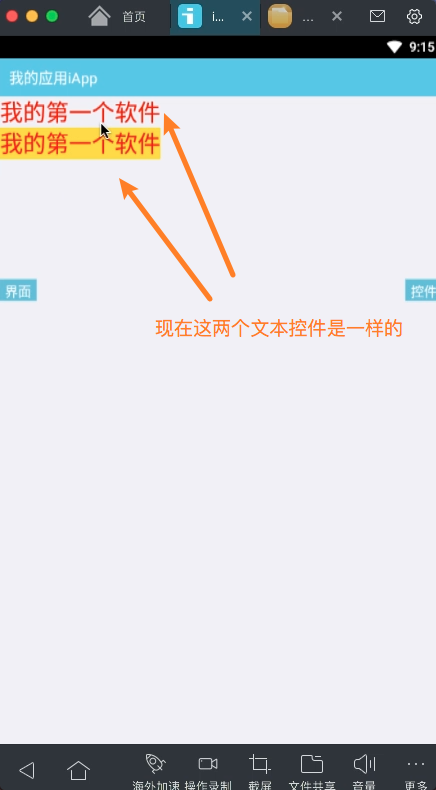 首页
i...
...
9:15
我的应用iApp
我的第一个软件
我的第一个软件
界面
控件
现在这两个文本控件是一样的
海外加速 操作录制 截屏 文件共享 音量 更多